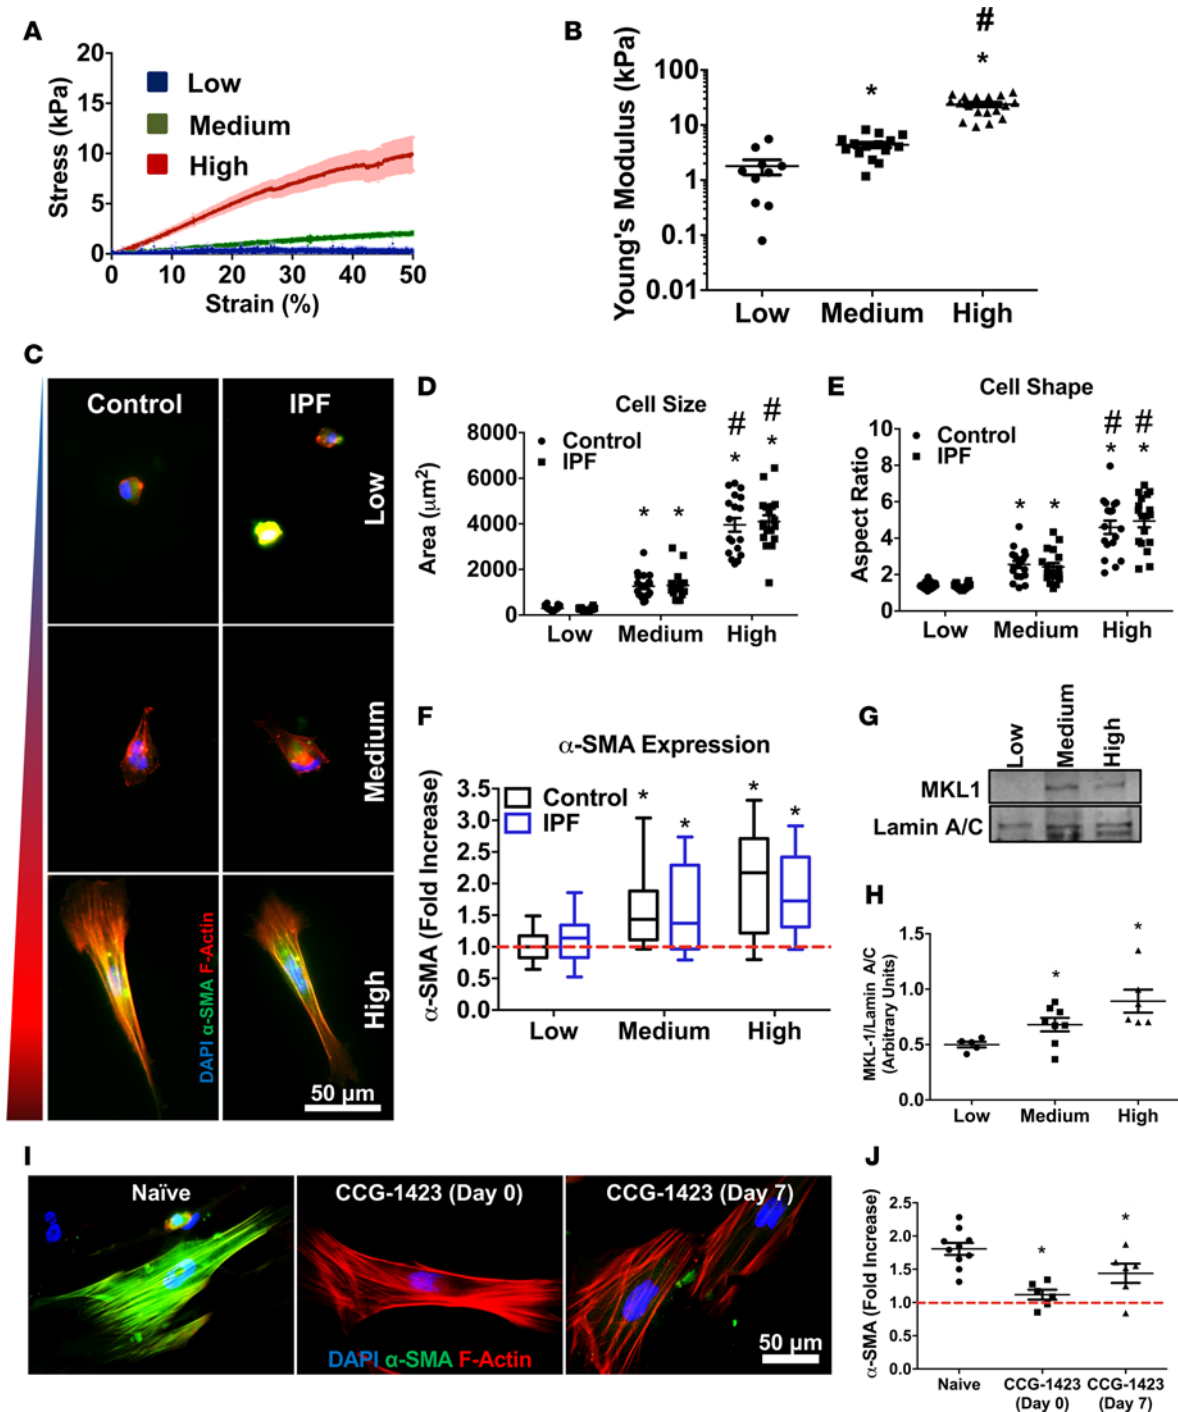 A
20
15
10
5
0
Stress (kPa)
Low
Medium
High
0 10 20 30 40 50
Strain (%)
B
#
*
*
100
10
1
0.1
0.01
Young's Modulus (kPa)
Low Medium High
C
Control IPF
Low
Medium
High
DAPI α-SMA F-Actin
50 µm
D
Cell Size
# #
* *
* *
8000
6000
4000
2000
0
Area (µm²)
Control
IPF
Low Medium High
E
Cell Shape
# #
* *
* *
10
8
6
4
2
0
Aspect Ratio
Control
IPF
Low Medium High
F
α-SMA Expression
3.5
3.0
2.5
2.0
1.5
1.0
0.5
0.0
α-SMA (Fold Increase)
Control
IPF
* * * *
Low Medium High
G
Low Medium High
MKL1
Lamin A/C
H
1.5
1.0
0.5
0.0
MKL-1/Lamin A/C
(Arbitrary Units)
* *
Low Medium High
I
Naïve CCG-1423 (Day 0) CCG-1423 (Day 7)
DAPI α-SMA F-Actin
50 µm
J
2.5
2.0
1.5
1.0
0.5
0.0
α-SMA (Fold Increase)
* *
Naive CCG-1423 CCG-1423
(Day 0) (Day 7)